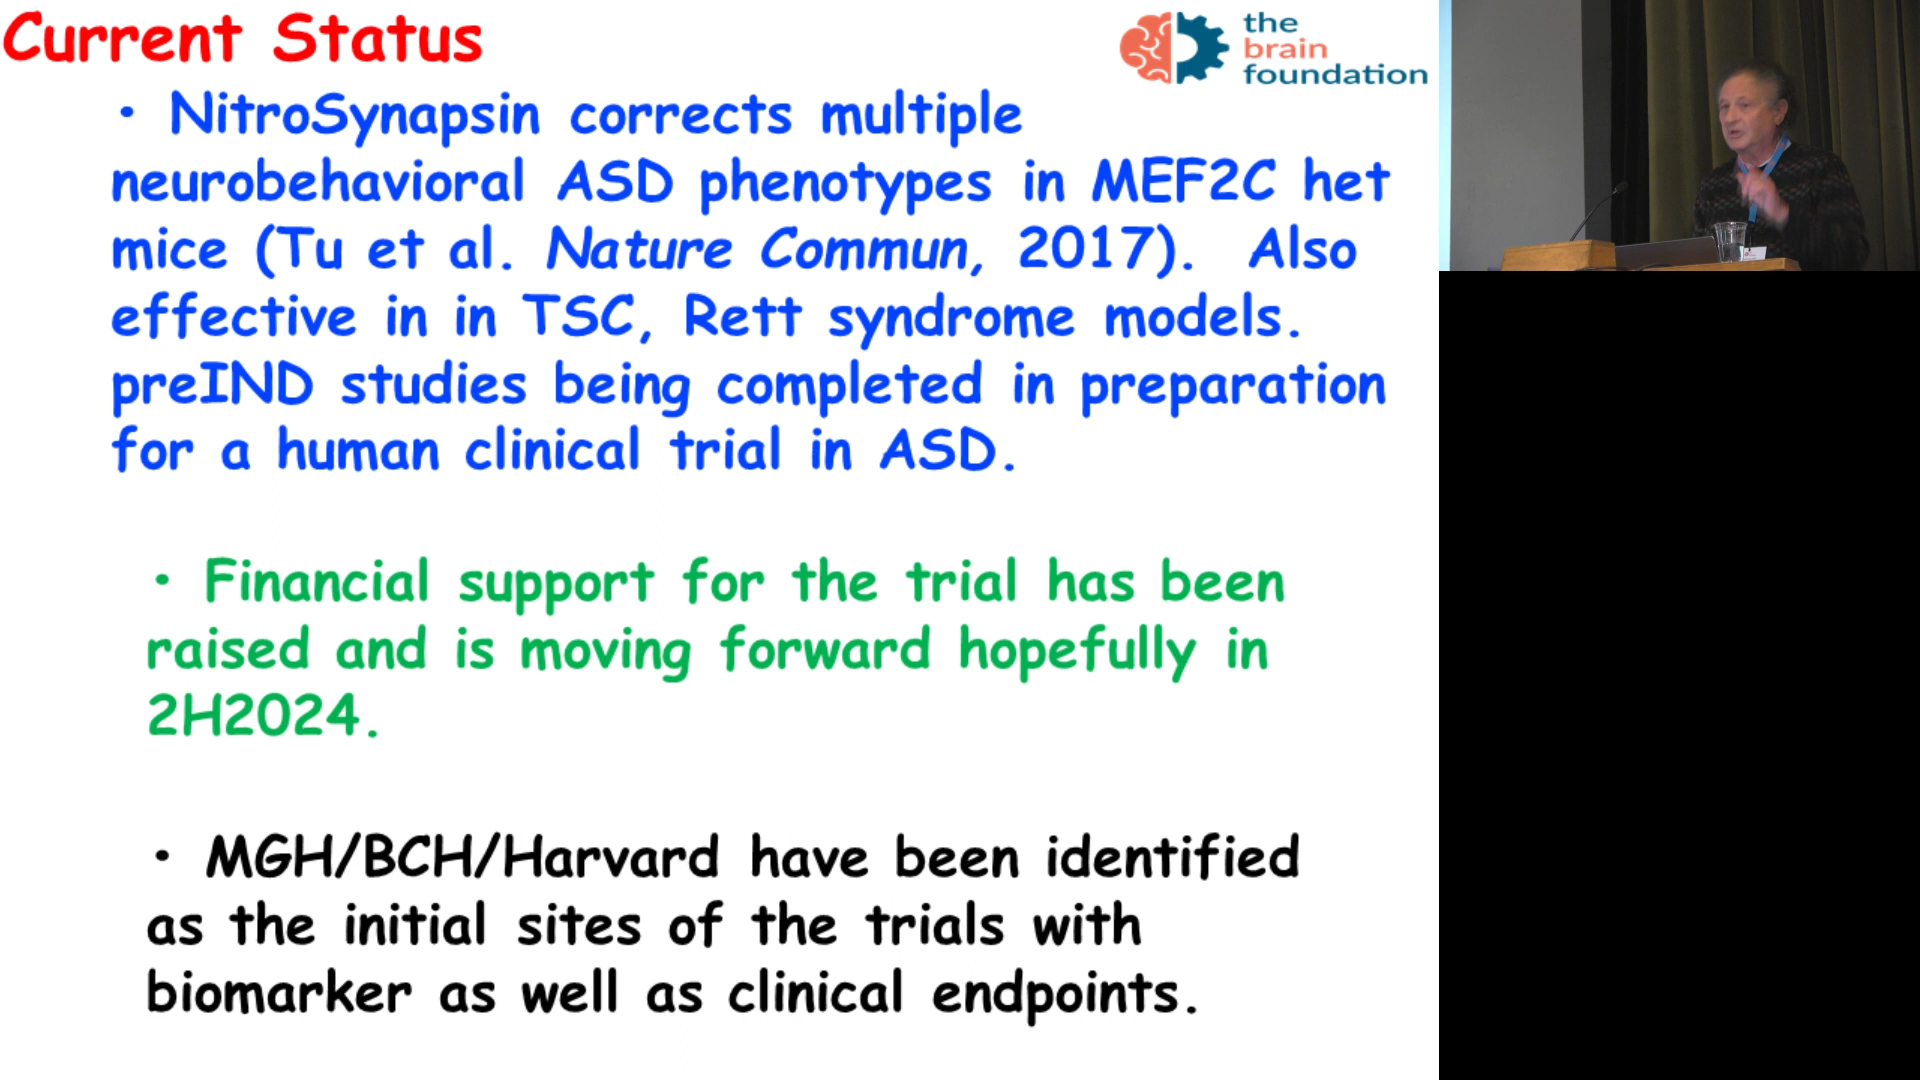 Current Status
the
brain
foundation
• NitroSynapsin corrects multiple
neurobehavioral ASD phenotypes in MEF2C het
mice (Tu et al. Nature Commun, 2017). Also
effective in in TSC, Rett syndrome models.
preIND studies being completed in preparation
for a human clinical trial in ASD.
• Financial support for the trial has been
raised and is moving forward hopefully in
2H2024.
• MGH/BCH/Harvard have been identified
as the initial sites of the trials with
biomarker as well as clinical endpoints.